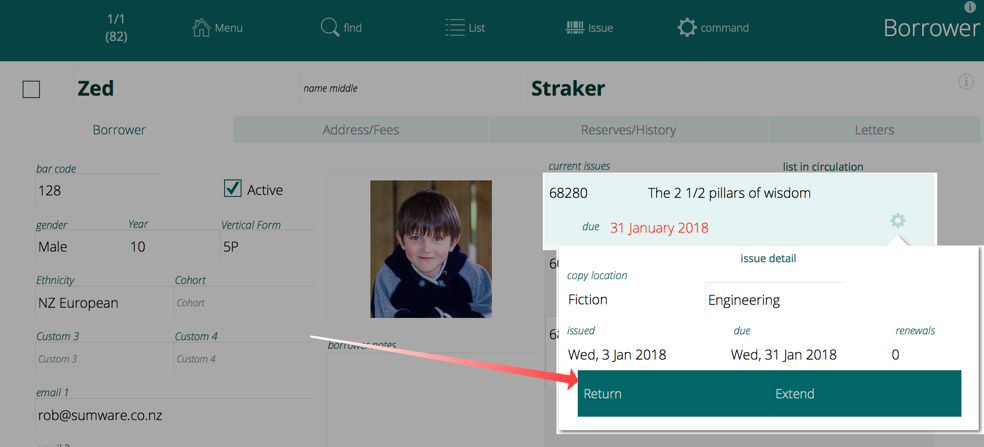 1/1
(82)
Menu
find
List
Issue
command
Borrower
Zed
name middle
Straker
Borrower
Address/Fees
Reserves/History
Letters
bar code
128
Active
gender
Year
Vertical Form
Male
10
5P
Ethnicity
Cohort
NZ European
Cohort
Custom 3
Custom 4
Custom 3
Custom 4
email 1
rob@sumware.co.nz
borrower notes
current issues
list in circulation
68280
The 2 1/2 pillars of wisdom
due
31 January 2018
issue detail
copy location
Fiction
Engineering
issued
due
renewals
Wed, 3 Jan 2018
Wed, 31 Jan 2018
0
Return
Extend